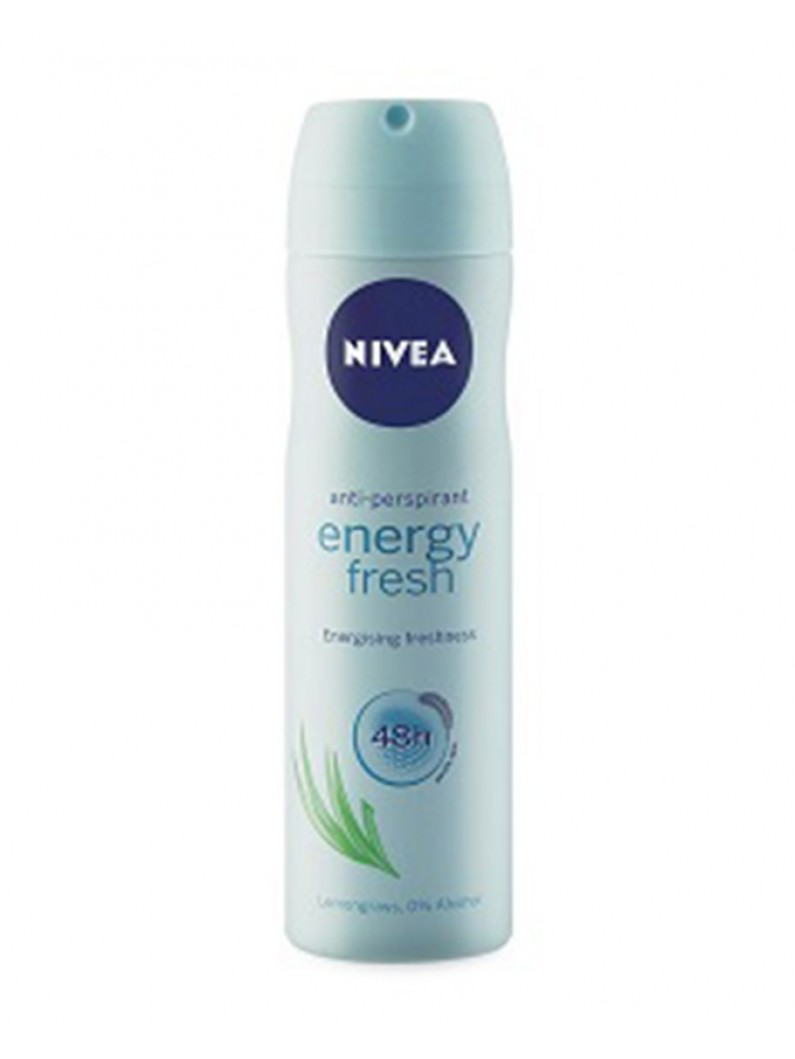 NIVEA
anti-perspirant
energy
fresh
Energising freshness
48h
Lemongrass, 0% Alcohol